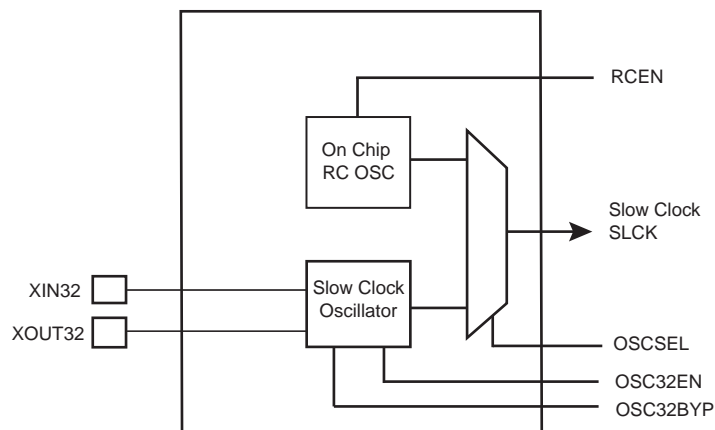 RCEN
On Chip
RC OSC
Slow Clock
SLCK
XIN32
Slow Clock
Oscillator
XOUT32
OSCSEL
OSC32EN
OSC32BYP